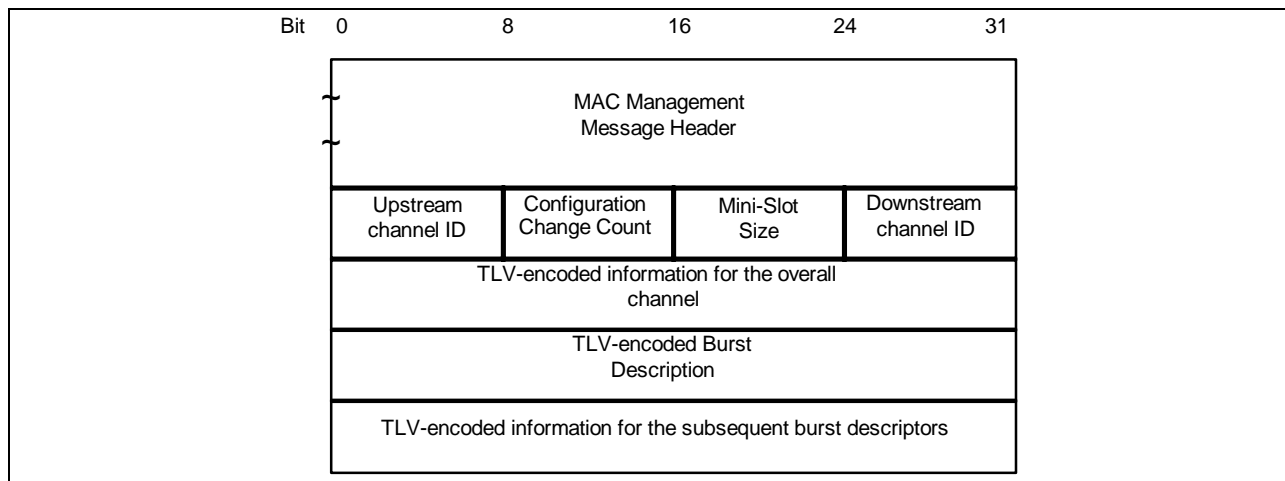 Bit 0 8 16 24 31
~
MAC Management
Message Header
~
Upstream channel ID
Configuration Change Count
Mini-Slot Size
Downstream channel ID
TLV-encoded information for the overall
channel
TLV-encoded Burst
Description
TLV-encoded information for the subsequent burst descriptors